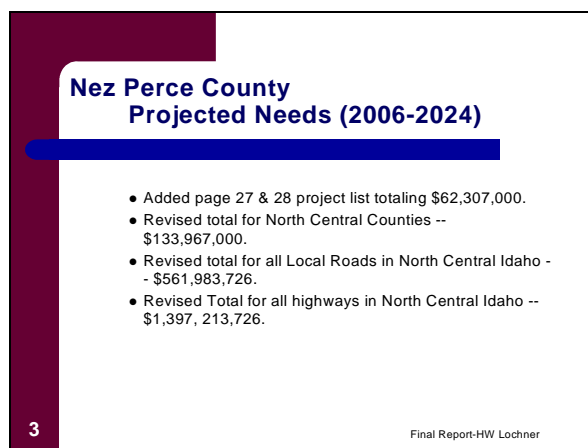 Nez Perce County
Projected Needs (2006-2024)
● Added page 27 & 28 project list totaling $62,307,000.
● Revised total for North Central Counties --
$133,967,000.
● Revised total for all Local Roads in North Central Idaho -
- $561,983,726.
● Revised Total for all highways in North Central Idaho --
$1,397, 213,726.
3
Final Report-HW Lochner